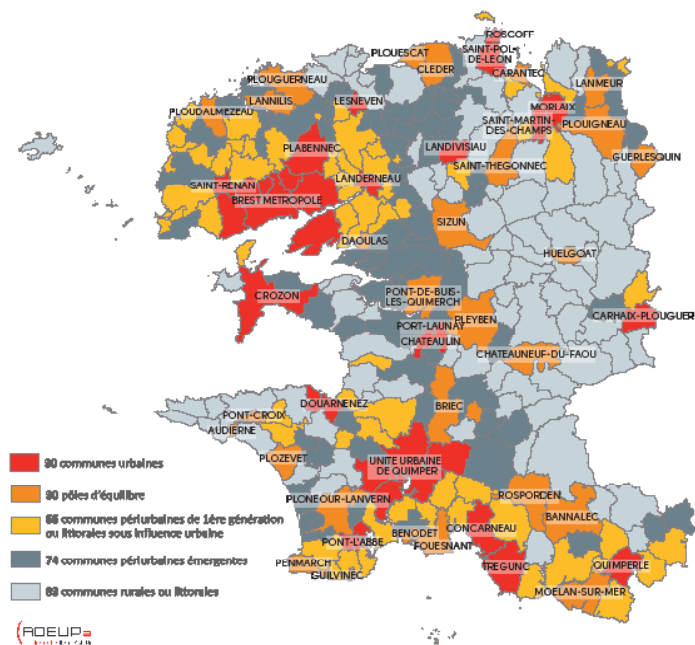 ROSCOFF
PLOUESCAT
SAINT-POL-
DE-LEON
CLEDER
CARANTEC
PLOUGUERNEAU
LANMEUR
LANNILIS
LESNEVEN
MORLAIX
PLOUDALMEZEAU
SAINT-MARTIN-
DES-CHAMPS
PLOUIGNEAU
PLABENNEC
LANDIVISIAU
GUERLESQUIN
SAINT-THEGONNEC
SAINT-RENAN
LANDERNEAU
BREST METROPOLE
SIZUN
DAOULAS
HUELGOAT
CROZON
PONT-DE-BUIS-
LES-QUIMERCH
PLEYBEN
CARHAIX-PLOUGUER
PORT-LAUNAY
CHATEAULIN
CHATEAUNEUF-DU-FAOU
DOUARNENEZ
BRIEC
PONT-CROIX
AUDIERNE
PLOZEVET
UNITE URBAINE
DE QUIMPER
PLONEOUR-LANVERN
ROSPORDEN
BANNALEC
CONCARNEAU
BENODET
PONT-L'ABBE
FOUESNANT
PENMARCH
GUILVINEC
TREGUNC
QUIMPERLE
MOELAN-SUR-MER
30 communes urbaines
30 pôles d'équilibre
communes périurbaines de 1ère génération
ou littorales sous influence urbaine
74 communes périurbaines émergentes
communes rurales ou littorales
ADEUPa